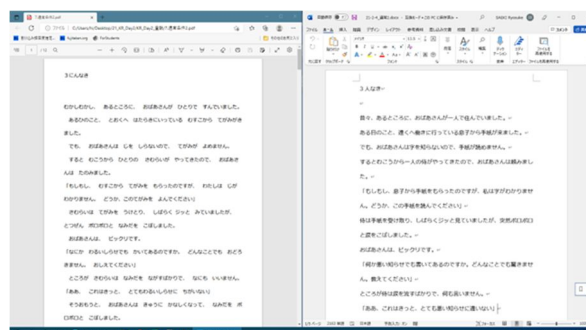 3にんなき
むかしむかし、 あるところに、 おばあさんが ひとりで すんでいました。
あるひのこと、 とおくへ はたらきにいっている むすこから てがみがき
ました。
でも、 おばあさんは じを しらないので、 てがみが よめません。
すると むこうから ひとりの さむらいが やってきたので、 おばあさ
んは たのみました。
「もしもし、 むすこから てがみを もらったのですが、 わたしは じが
わかりません。 どうか、このてがみを よんでください」
さむらいは てがみを うけとり、 しばらく ジッと みていましたが、
とつぜん ポロポロと なみだを こぼしました。
おばあさんは、 ビックリです。
「なにか わるいしらせでも かいてあるのですか。 どんなことでも おどろ
きません。 おしえてください」
ところが さむらいは なみだを ながすばかりで、 なにも いいません。
「ああ、 これはきっと、 とてもわるいしらせに ちがいない」
そうおもうと、 おばあさんは きゅうに かなしくなって、 なみだを ポ
ロポロと こぼしました。
3 人なき
昔々、あるところに、おばあさんが一人で住んでいました。
ある日のこと、遠くへ働きに行っている息子から手紙が来ました。
でも、おばあさんは字を知らないので、手紙が読めません。
するとむこうから一人の侍がやってきたので、おばあさんは頼みまし
た。
「もしもし、息子から手紙をもらったのですが、私は字がわかりませ
ん。どうか、この手紙を読んでください」
侍は手紙を受け取り、しばらくジッと見ていましたが、突然ポロポロ
と涙をこぼしました。
おばあさんは、ビックリです。
「何か悪い知らせでも書いてあるのですか。どんなことでも驚きませ
ん。教えてください」
ところが侍は涙を流すばかりで、何も言いません。
「ああ、これはきっと、とても悪い知らせに違いない」